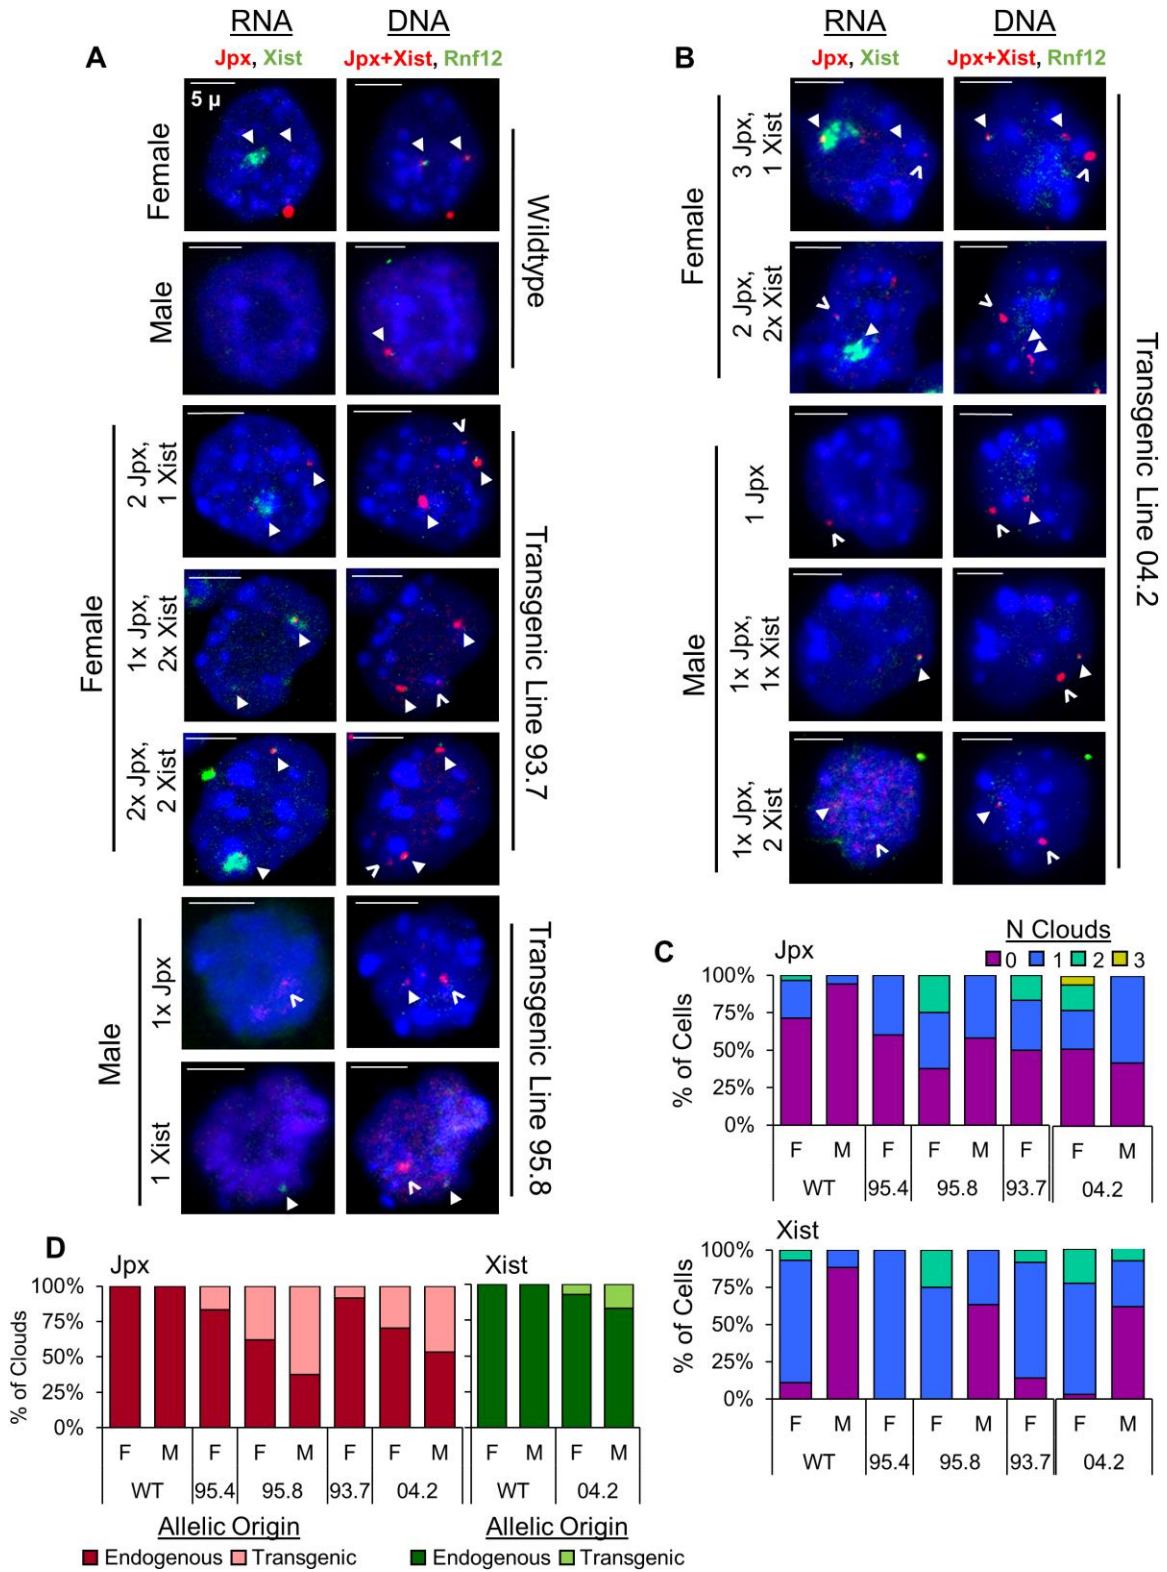 A
RNA
DNA
Jpx, Xist
Jpx+Xist, Rnf12
5 µ
Female
Male
Wildtype
Female
2 Jpx,
1 Xist
1x Jpx,
2x Xist
2x Jpx,
2 Xist
Transgenic Line 93.7
Male
1x Jpx
1 Xist
Transgenic Line 95.8
B
RNA
DNA
Jpx, Xist
Jpx+Xist, Rnf12
Female
3 Jpx,
1 Xist
2 Jpx,
2x Xist
Male
1 Jpx
1x Jpx,
1x Xist
1x Jpx,
2 Xist
Transgenic Line 04.2
C
N Clouds
0 1 2 3
Jpx
% of Cells
100%
75%
50%
25%
0%
F M F F M F F M
WT 95.4 95.8 93.7 04.2
Xist
% of Cells
100%
75%
50%
25%
0%
F M F F M F F M
WT 95.4 95.8 93.7 04.2
D
Jpx
% of Clouds
100%
75%
50%
25%
0%
F M F F M F F M
WT 95.4 95.8 93.7 04.2
Allelic Origin
Endogenous Transgenic
Xist
F M F M
WT 04.2
Allelic Origin
Endogenous Transgenic